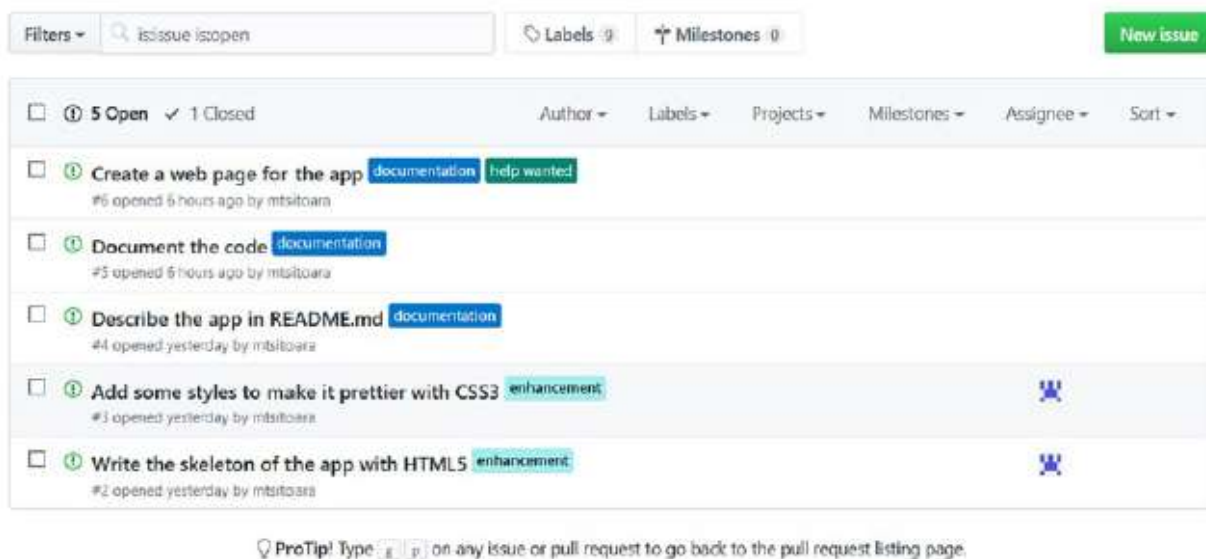 Filters
is:issue is:open
Labels 9
Milestones 0
New issue
5 Open 1 Closed Author Labels Projects Milestones Assignee Sort
Create a web page for the app documentation help wanted
#6 opened 6 hours ago by mtsitoara
Document the code documentation
#5 opened 6 hours ago by mtsitoara
Describe the app in README.md documentation
#4 opened yesterday by mtsitoara
Add some styles to make it prettier with CSS3 enhancement
#3 opened yesterday by mtsitoara
Write the skeleton of the app with HTML5 enhancement
#2 opened yesterday by mtsitoara
ProTip! Type g p on any issue or pull request to go back to the pull request listing page.